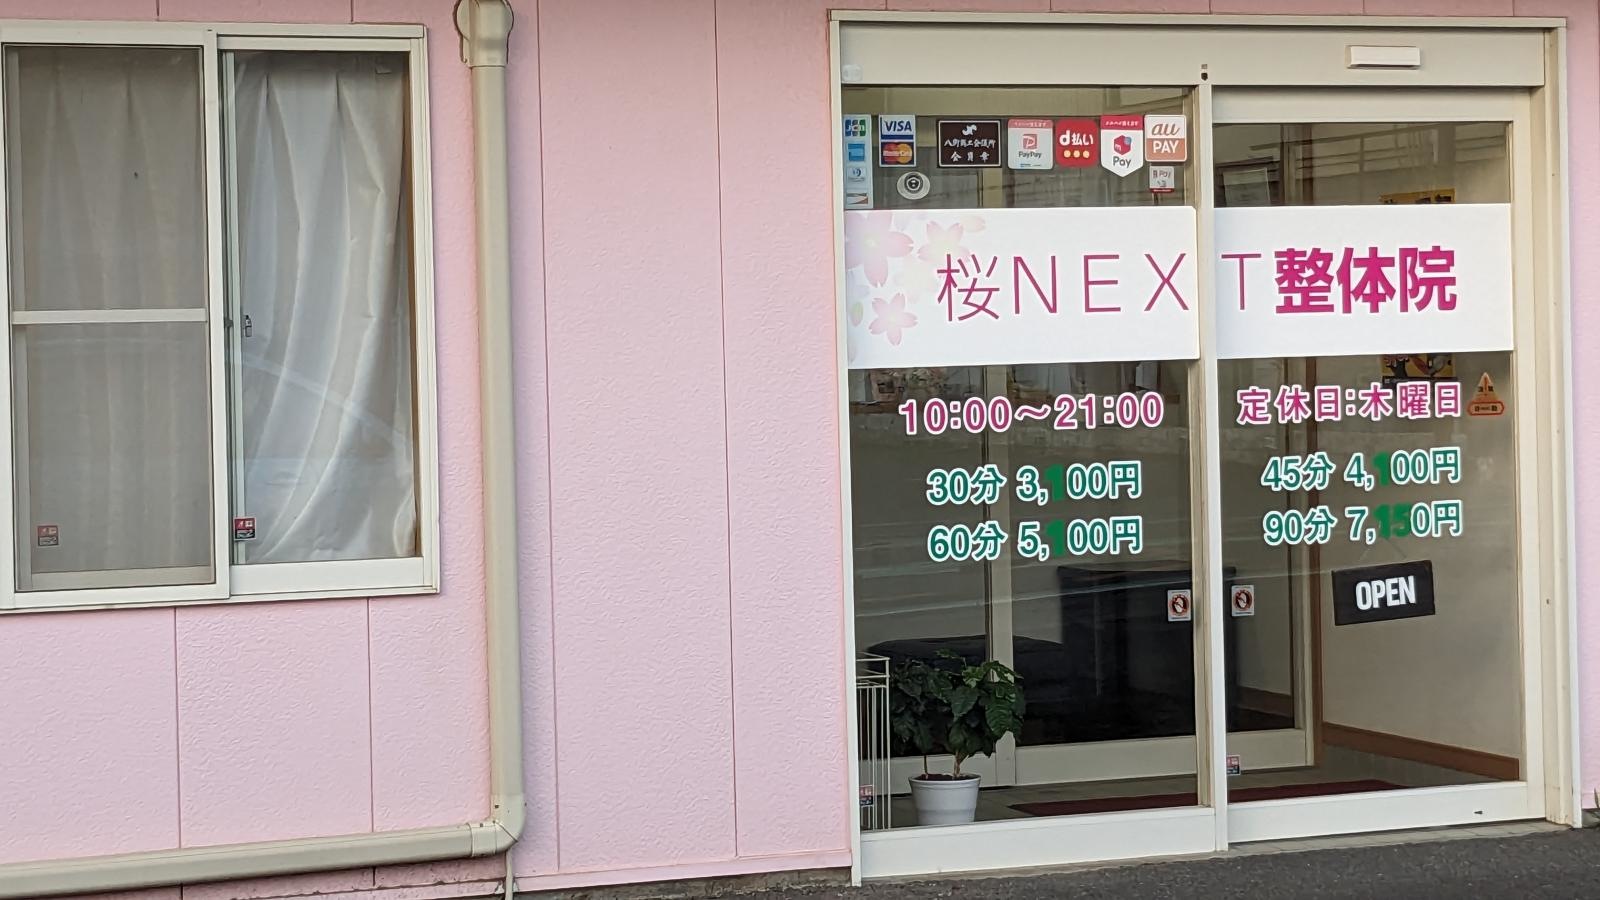 JCB
VISA
MasterCard
会員章
PayPay
d払い
Pay
au PAY
R Pay
桜NEXT整体院
10:00～21:00
定休日:木曜日
30分 3,100円
45分 4,100円
60分 5,100円
90分 7,150円
OPEN